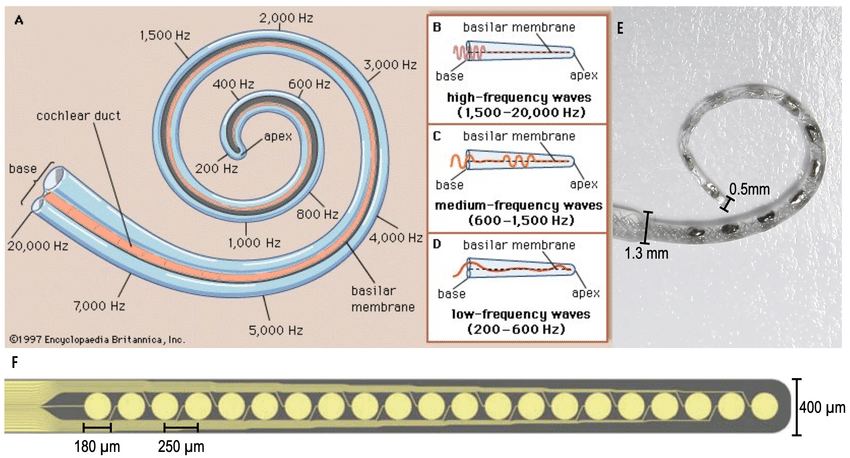 A
2,000 Hz
1,500 Hz
3,000 Hz
400 Hz
600 Hz
cochlear duct
apex
200 Hz
base
800 Hz
20,000 Hz
1,000 Hz
4,000 Hz
7,000 Hz
basilar
membrane
5,000 Hz
©1997 Encyclopaedia Britannica, Inc.
B
basilar membrane
base
apex
high-frequency waves
(1,500–20,000 Hz)
C
basilar membrane
base
apex
medium-frequency waves
(600–1,500 Hz)
D
basilar membrane
base
apex
low-frequency waves
(200–600 Hz)
E
0.5mm
1.3 mm
F
400 µm
180 µm
250 µm